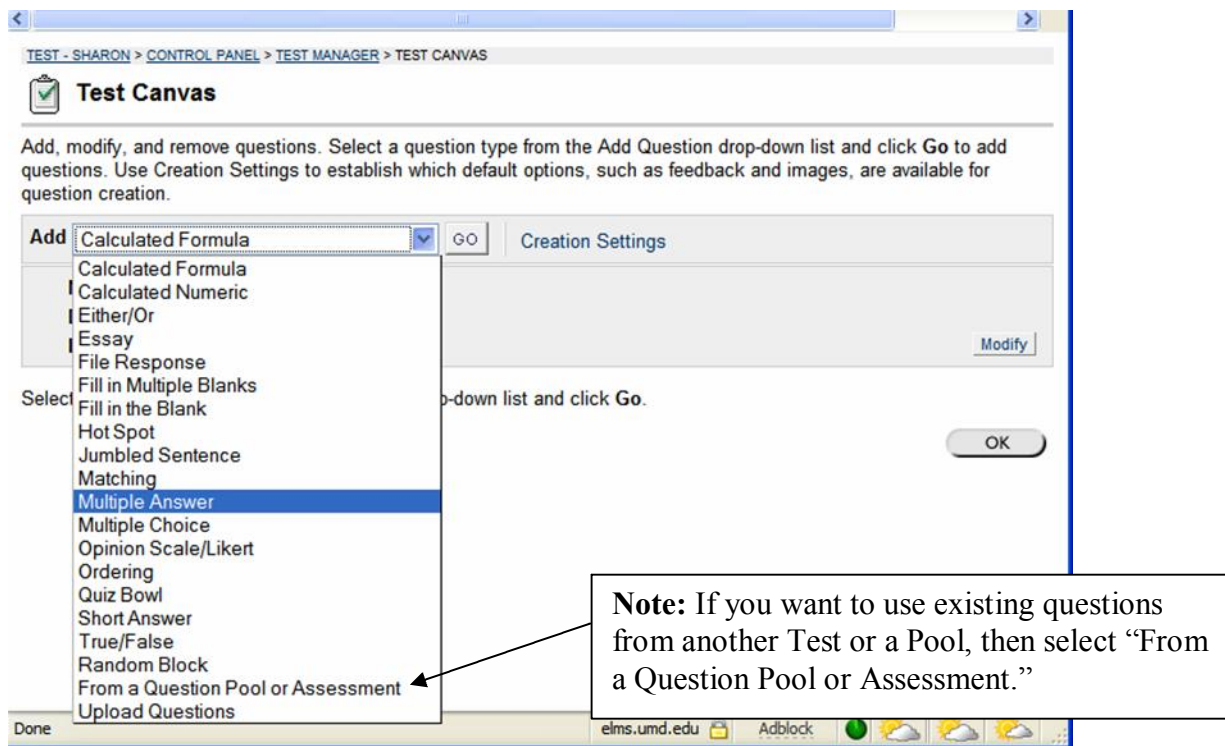 TEST - SHARON > CONTROL PANEL > TEST MANAGER > TEST CANVAS
Test Canvas
Add, modify, and remove questions. Select a question type from the Add Question drop-down list and click Go to add
questions. Use Creation Settings to establish which default options, such as feedback and images, are available for
question creation.
Add Calculated Formula GO Creation Settings
Calculated Formula
Calculated Numeric
Either/Or
Essay
Modify
File Response
Fill in Multiple Blanks
Select
p-down list and click Go.
Fill in the Blank
Hot Spot
OK
Jumbled Sentence
Matching
Multiple Answer
Multiple Choice
Opinion Scale/Likert
Ordering
Quiz Bowl
Short Answer
True/False
Random Block
From a Question Pool or Assessment
Upload Questions
Note: If you want to use existing questions
from another Test or a Pool, then select “From
a Question Pool or Assessment.”
Done elms.umd.edu Adblock